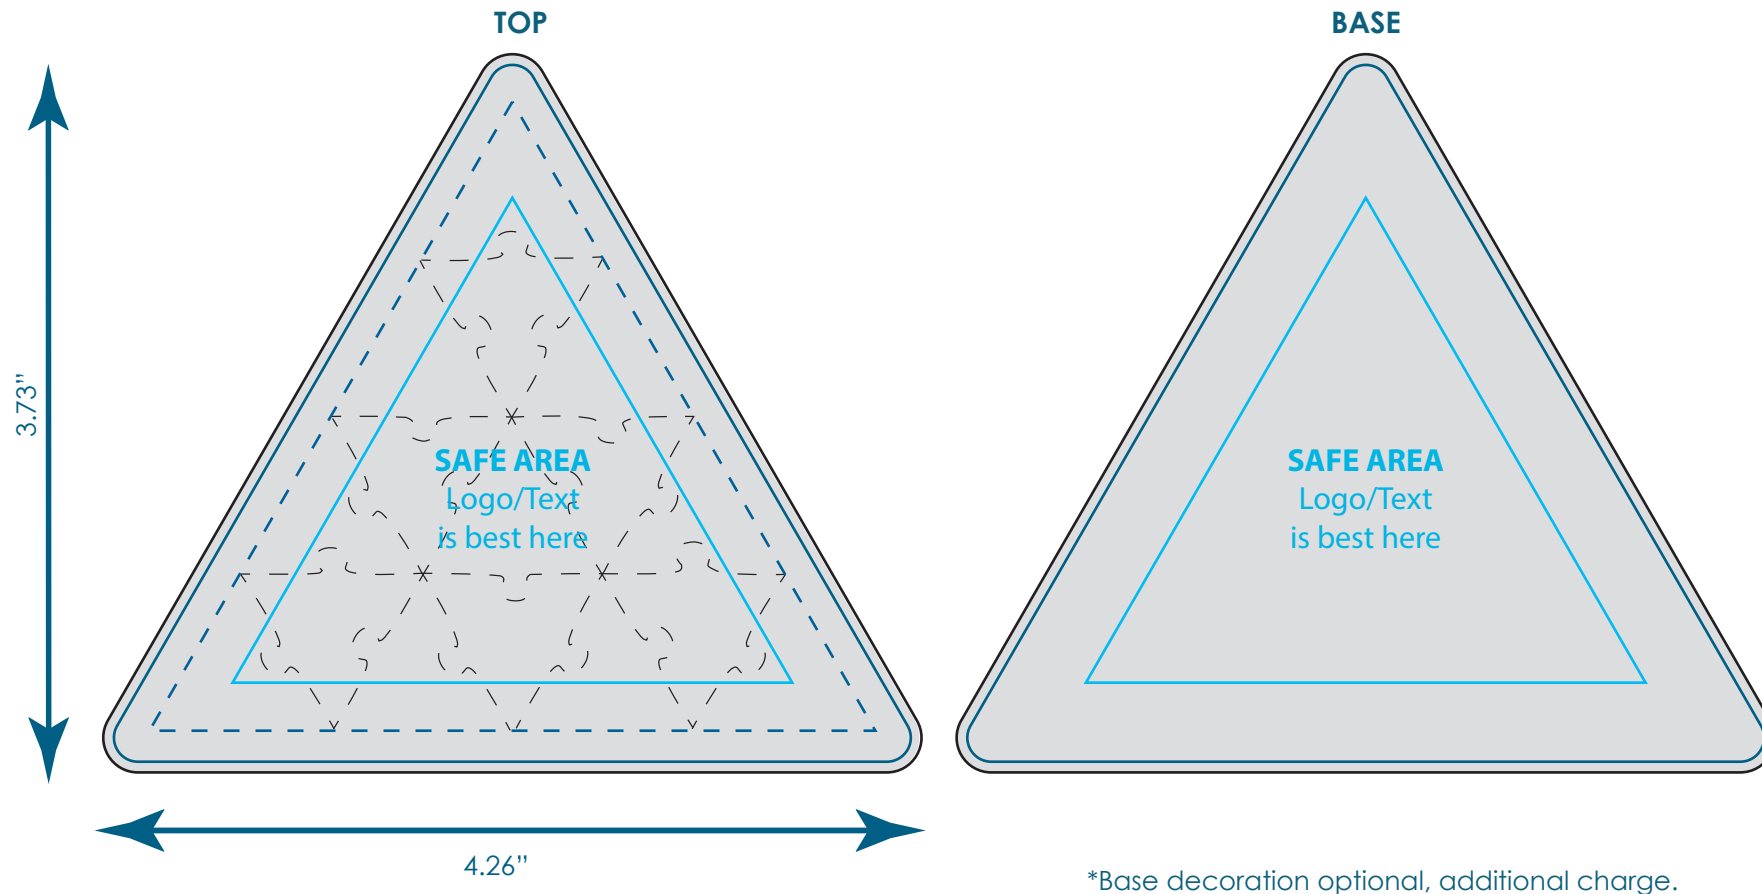 TOP
BASE
3.73”
SAFE AREA
Logo/Text
is best here
SAFE AREA
Logo/Text
is best here
4.26”
*Base decoration optional, additional charge.